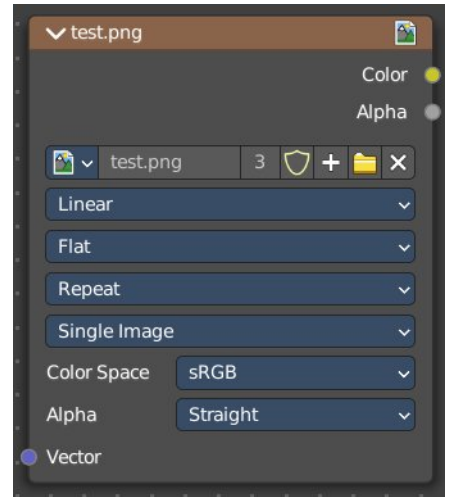 test.png
Color
Alpha
test.png 3
Linear
Flat
Repeat
Single Image
Color Space sRGB
Alpha Straight
Vector